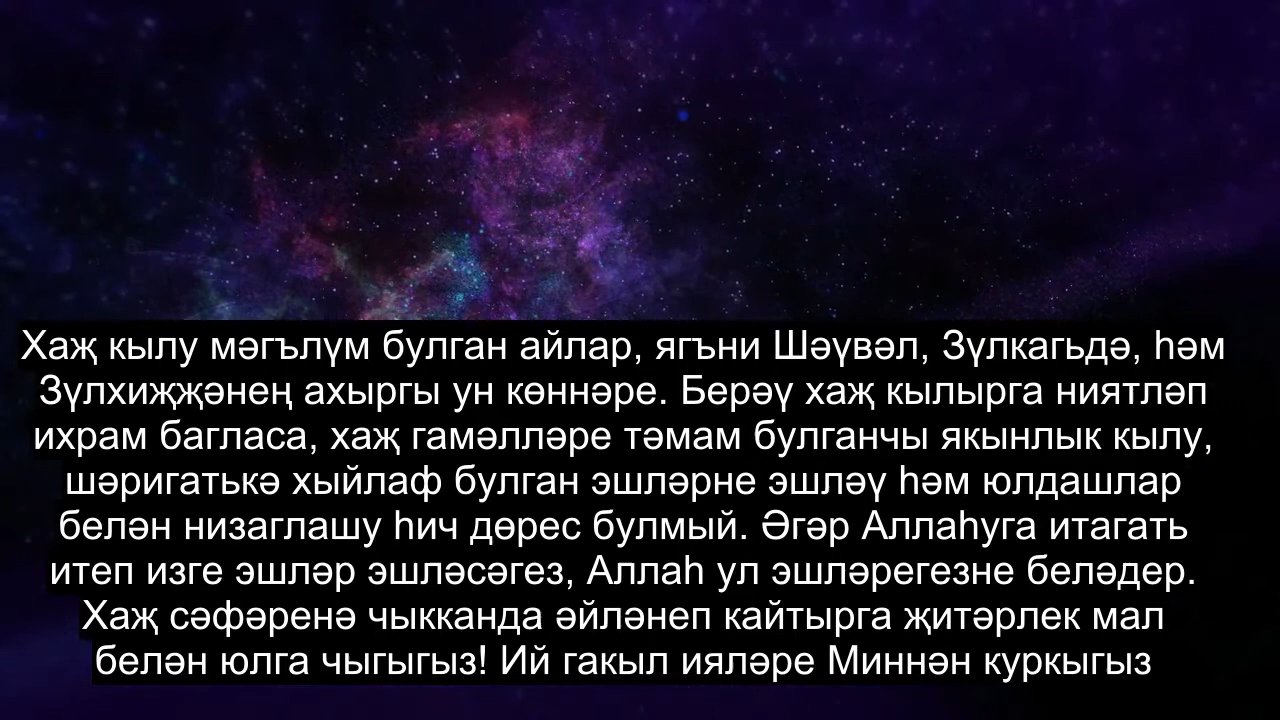 Хаҗ кылу мәгълүм булган айлар, ягъни Шәүвәл, Зүлкагьдә, һәм
Зүлхиҗҗәнең ахыргы ун көннәре. Берәү хаҗ кылырга ниятләп
ихрам багласа, хаҗ гамәлләре тәмам булганчы якынлык кылу,
шәригатькә хыйлаф булган эшләрне эшләү һәм юлдашлар
белән низаглашу һич дөрес булмый. Әгәр Аллаһуга итагать
итеп изге эшләр эшләсәгез, Аллаһ ул эшләрегезне беләдер.
Хаҗ сәфәренә чыкканда әйләнеп кайтырга җитәрлек мал
белән юлга чыгыгыз! Ий гакыл ияләре Миннән куркыгыз